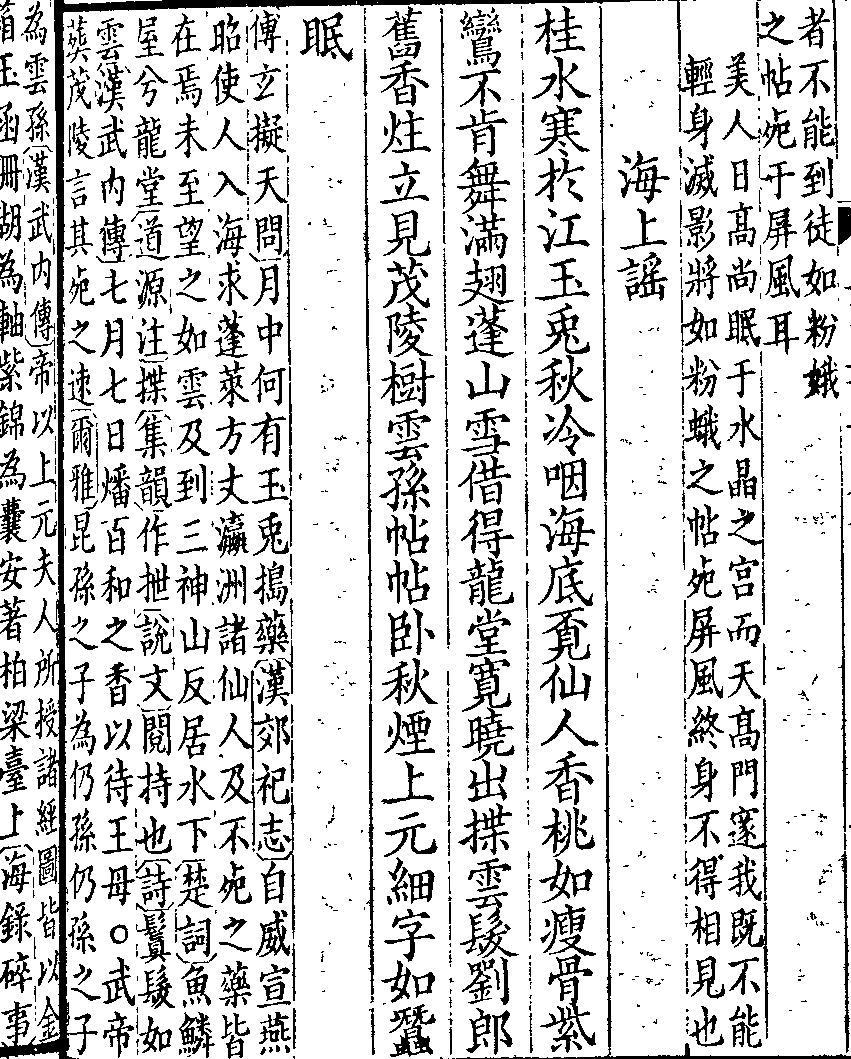 者不能到徒如粉蛾
之帖死于屏風耳
美人日高尚眠于水晶之宫而天高門邃我既不能
輕身滅影將如粉蛾之帖死屏風終身不得相見也
海上謡
桂水寒於江玉兎秋冷咽海底覔仙人香桃如瘦骨紫
鸞不肯舞滿翅蓬山雪借得龍堂寛曉出揲雲髮劉郎
舊香炷立見茂陵樹雲孫帖帖卧秋煙上元細字如蠶
眠
傅玄擬天問月中何有玉兎搗藥漢郊祀志自威宣燕
昭使人入海求蓬萊方丈瀛洲諸仙人及不死之藥皆
在焉未至望之如雲及到三神山反居水下楚詞魚鱗
屋兮龍堂道源注揲集韻作抴說文閱持也詩鬒髮如
雲漢武内傳七月七日燔百和之香以待王母○武帝
葬茂陵言其死之速爾雅昆孫之子為仍孫仍孫之子
為雲孫漢武内傳帝以上元夫人所授諸經圖皆以金
箱玉函珊瑚為軸紫錦為囊安著柏梁臺上海錄碎事